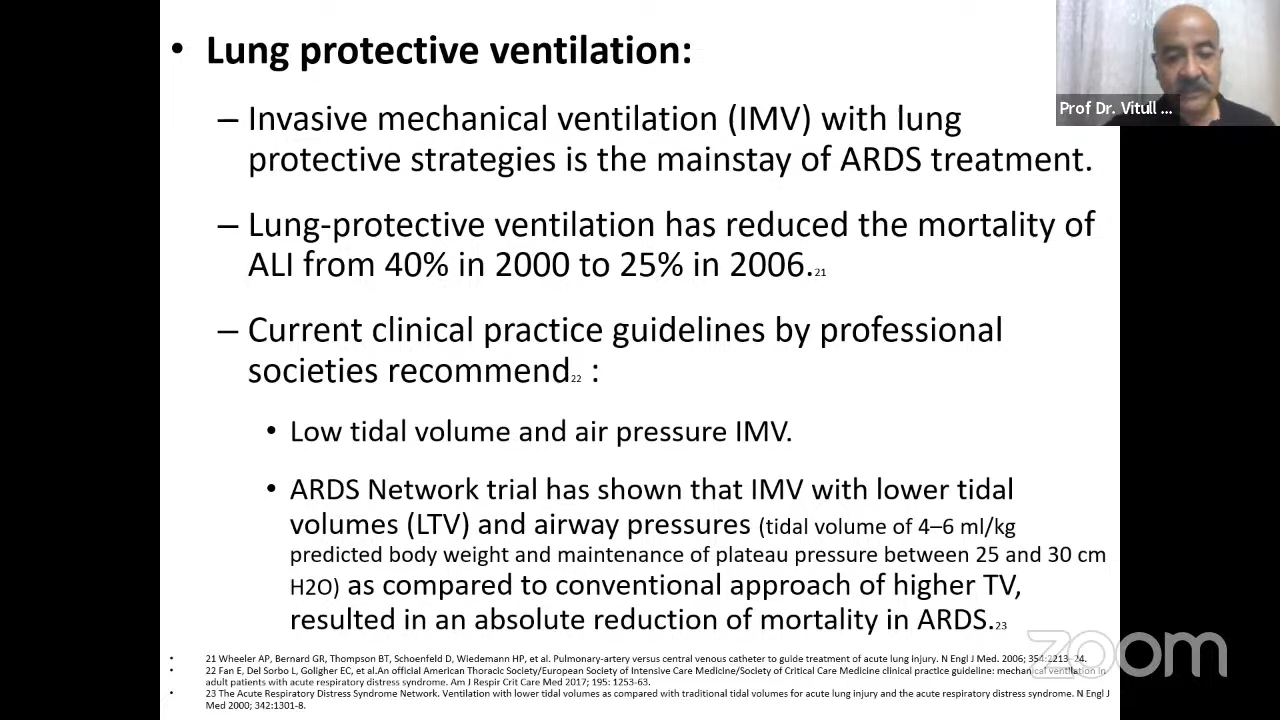 • Lung protective ventilation:
– Invasive mechanical ventilation (IMV) with lung
protective strategies is the mainstay of ARDS treatment.
– Lung-protective ventilation has reduced the mortality of
ALI from 40% in 2000 to 25% in 2006.21
– Current clinical practice guidelines by professional
societies recommend22 :
• Low tidal volume and air pressure IMV.
• ARDS Network trial has shown that IMV with lower tidal
volumes (LTV) and airway pressures (tidal volume of 4–6 ml/kg
predicted body weight and maintenance of plateau pressure between 25 and 30 cm
H2O) as compared to conventional approach of higher TV,
resulted in an absolute reduction of mortality in ARDS.23
• 21 Wheeler AP, Bernard GR, Thompson BT, Schoenfeld D, Wiedemann HP, et al. Pulmonary-artery versus central venous catheter to guide treatment of acute lung injury. N Engl J Med. 2006; 354:2213–24.
• 22 Fan E, Del Sorbo L, Goligher EC, et al.An official American Thoracic Society/European Society of Intensive Care Medicine/Society of Critical Care Medicine clinical practice guideline: mechanical ventilation in
adult patients with acute respiratory distress syndrome. Am J Respir Crit Care Med 2017; 195: 1253-63.
• 23 The Acute Respiratory Distress Syndrome Network. Ventilation with lower tidal volumes as compared with traditional tidal volumes for acute lung injury and the acute respiratory distress syndrome. N Engl J
Med 2000; 342:1301-8.
Prof Dr. Vitull ...
zoom